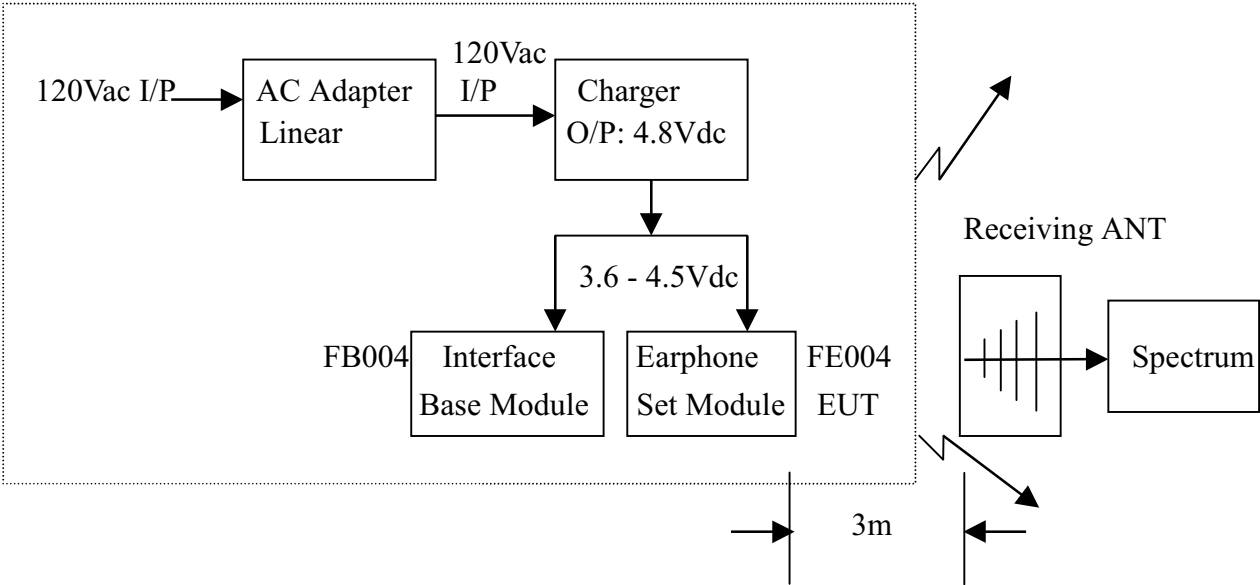 120Vac I/P
AC Adapter
Linear
120Vac
I/P
Charger
O/P: 4.8Vdc
Receiving ANT
3.6 - 4.5Vdc
FB004
Interface
Base Module
Earphone
Set Module
FE004
EUT
Spectrum
3m